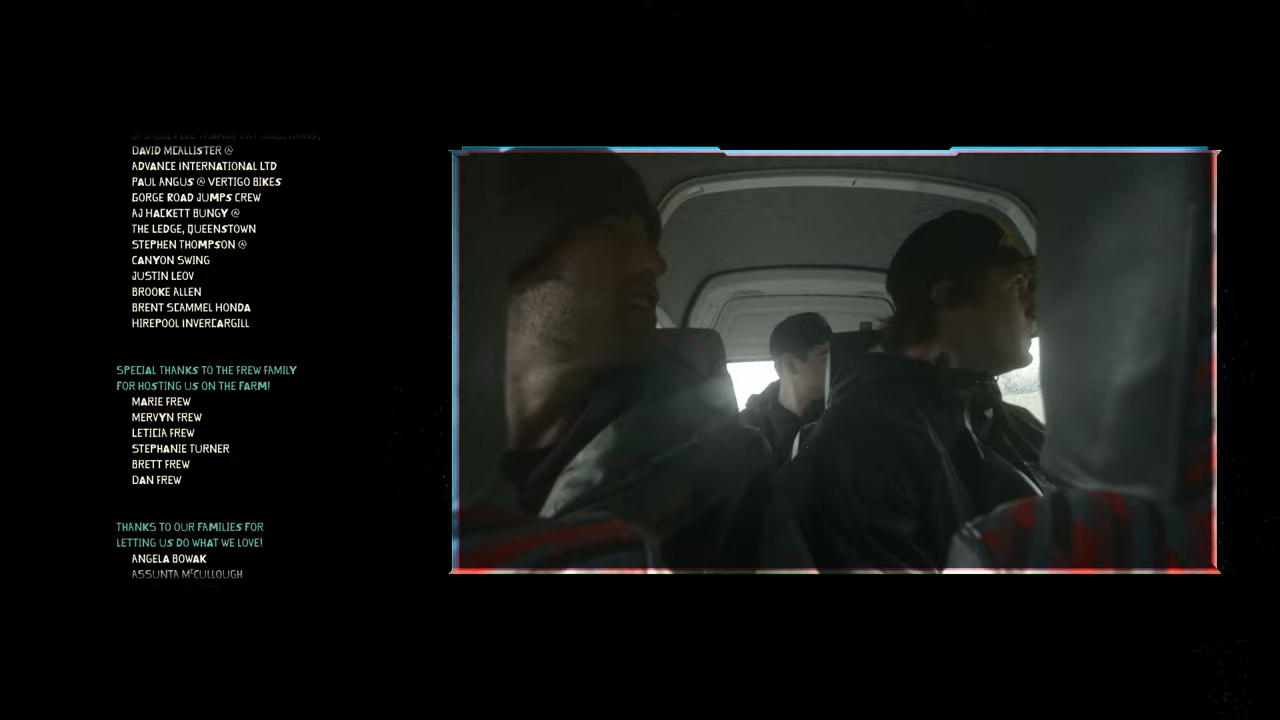 DAVID MCALLISTER @
ADVANCE INTERNATIONAL LTD
PAUL ANGUS @ VERTIGO BIKES
GORGE ROAD JUMPS CREW
AJ HACKETT BUNGY @
THE LEDGE, QUEENSTOWN
STEPHEN THOMPSON @
CANYON SWING
JUSTIN LEOV
BROOKE ALLEN
BRENT SCAMMEL HONDA
HIREPOOL INVERCARGILL
SPECIAL THANKS TO THE FREW FAMILY
FOR HOSTING US ON THE FARM!
MARIE FREW
MERVYN FREW
LETICIA FREW
STEPHANIE TURNER
BRETT FREW
DAN FREW
THANKS TO OUR FAMILIES FOR
LETTING US DO WHAT WE LOVE!
ANGELA BOWAK
ASSUNTA MCCULLOUGH